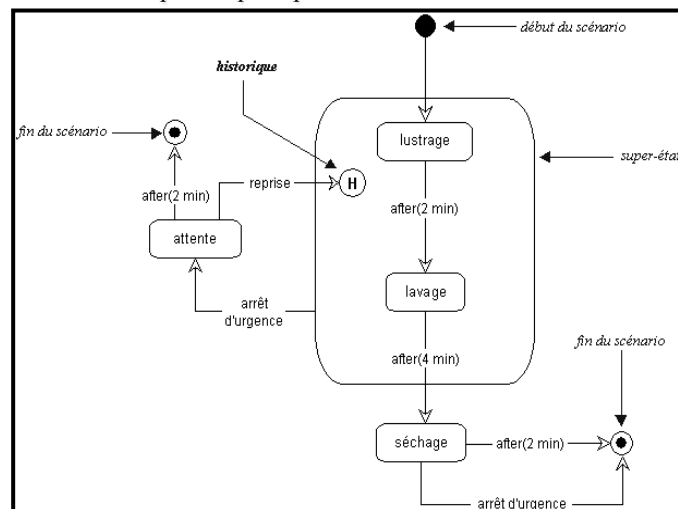 début du scénario
historique
fin du scénario
lustrage
super-état
H
reprise
after(2 min)
after(2 min)
attente
lavage
arrêt
d'urgence
fin du scénario
after(4 min)
séchage
after(2 min)
arrêt d'urgence